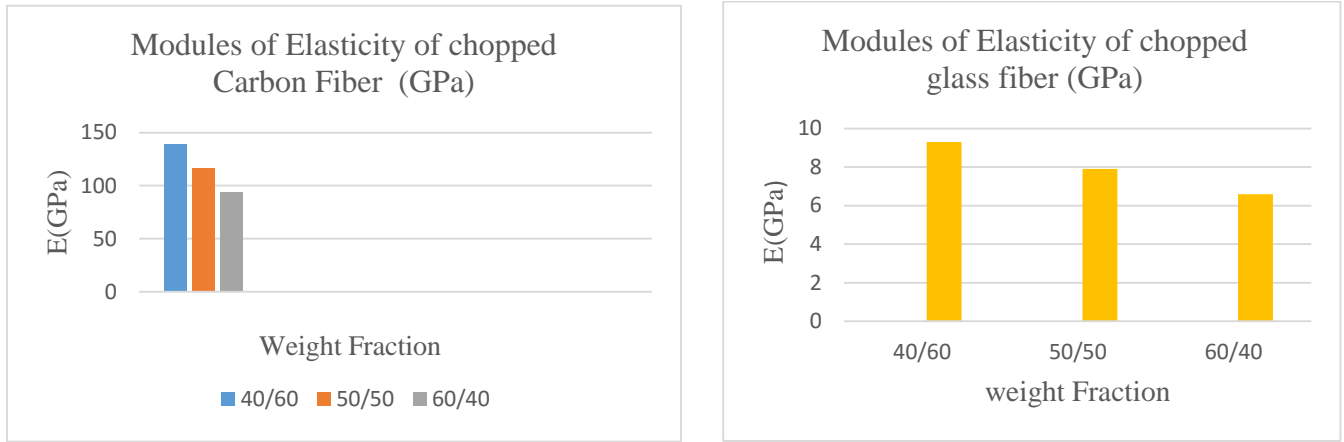 Modules of Elasticity of chopped
Carbon Fiber (GPa)
150
100
50
0
E(GPa)
Weight Fraction
40/60 50/50 60/40
Modules of Elasticity of chopped
glass fiber (GPa)
10
8
6
4
2
0
E(GPa)
40/60 50/50 60/40
weight Fraction